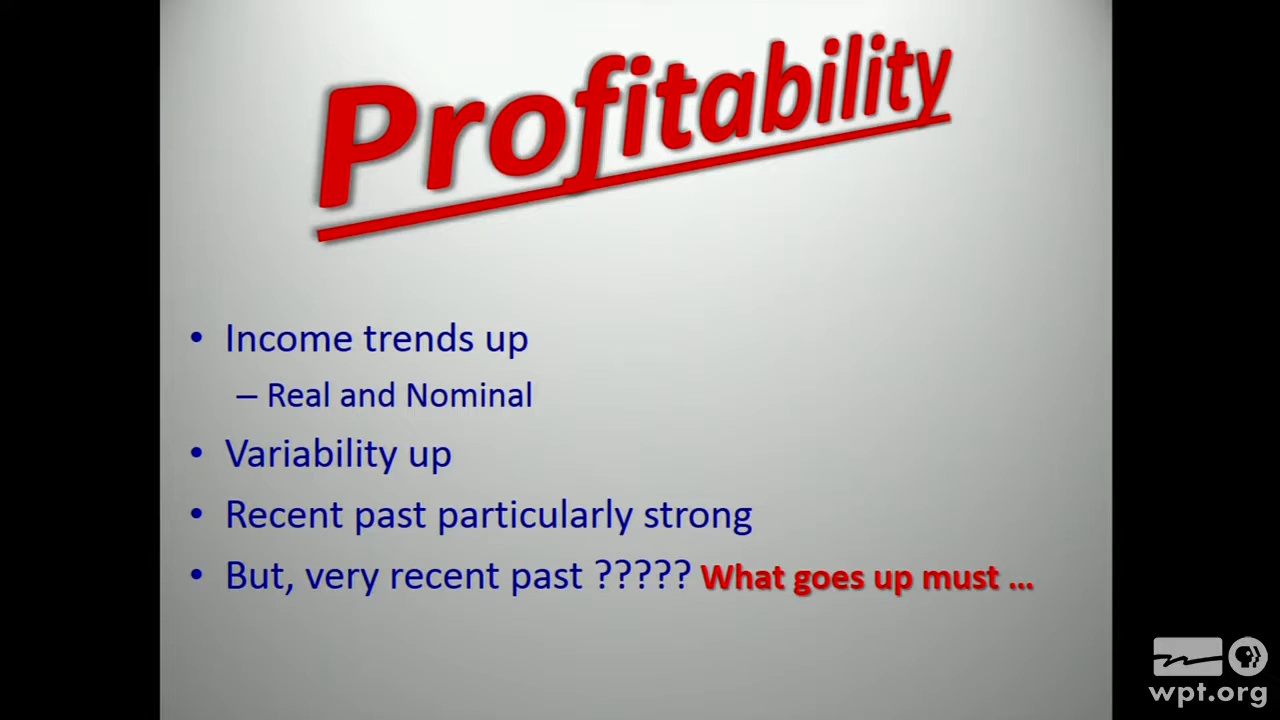 Profitability
• Income trends up
– Real and Nominal
• Variability up
• Recent past particularly strong
• But, very recent past ????? What goes up must ...
wpt.org